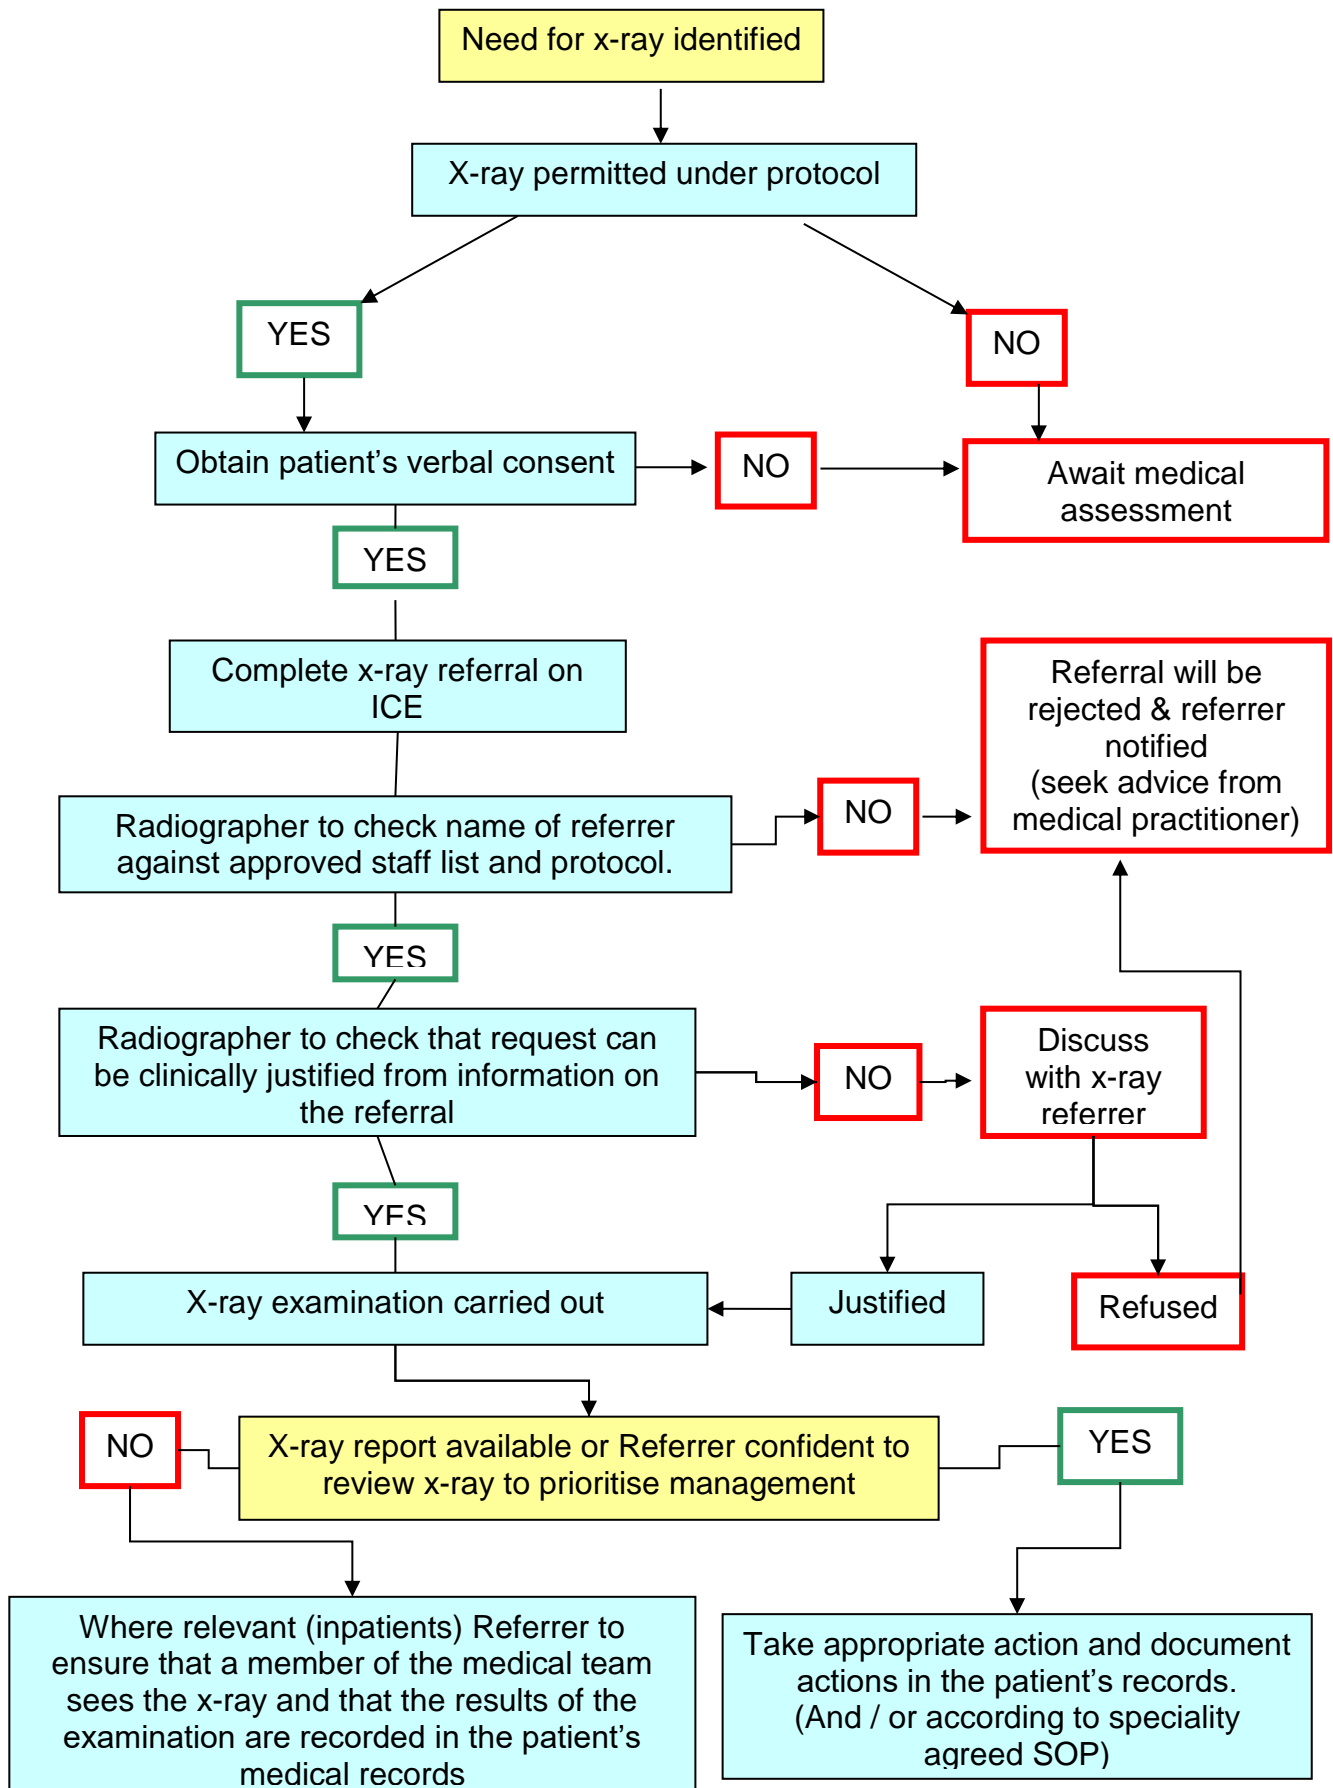 Need for x-ray identified
X-ray permitted under protocol
YES
NO
Obtain patient’s verbal consent
NO
Await medical
assessment
YES
Complete x-ray referral on
ICE
Referral will be
rejected & referrer
notified
(seek advice from
medical practitioner)
Radiographer to check name of referrer
against approved staff list and protocol.
NO
YES
Radiographer to check that request can
be clinically justified from information on
the referral
NO
Discuss
with x-ray
referrer
YES
X-ray examination carried out
Justified
Refused
NO
X-ray report available or Referrer confident to
review x-ray to prioritise management
YES
Where relevant (inpatients) Referrer to
ensure that a member of the medical team
sees the x-ray and that the results of the
examination are recorded in the patient’s
medical records
Take appropriate action and document
actions in the patient’s records.
(And / or according to speciality
agreed SOP)